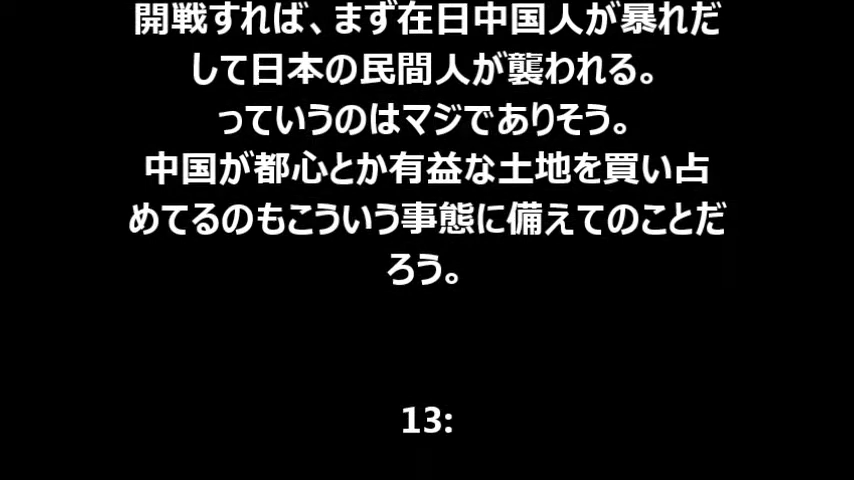 開戦すれば、まず在日中国人が暴れだ
して日本の民間人が襲われる。
っていうのはマジでありそう。
中国が都心とか有益な土地を買い占
めてるのもこういう事態に備えてのことだ
ろう。
13: